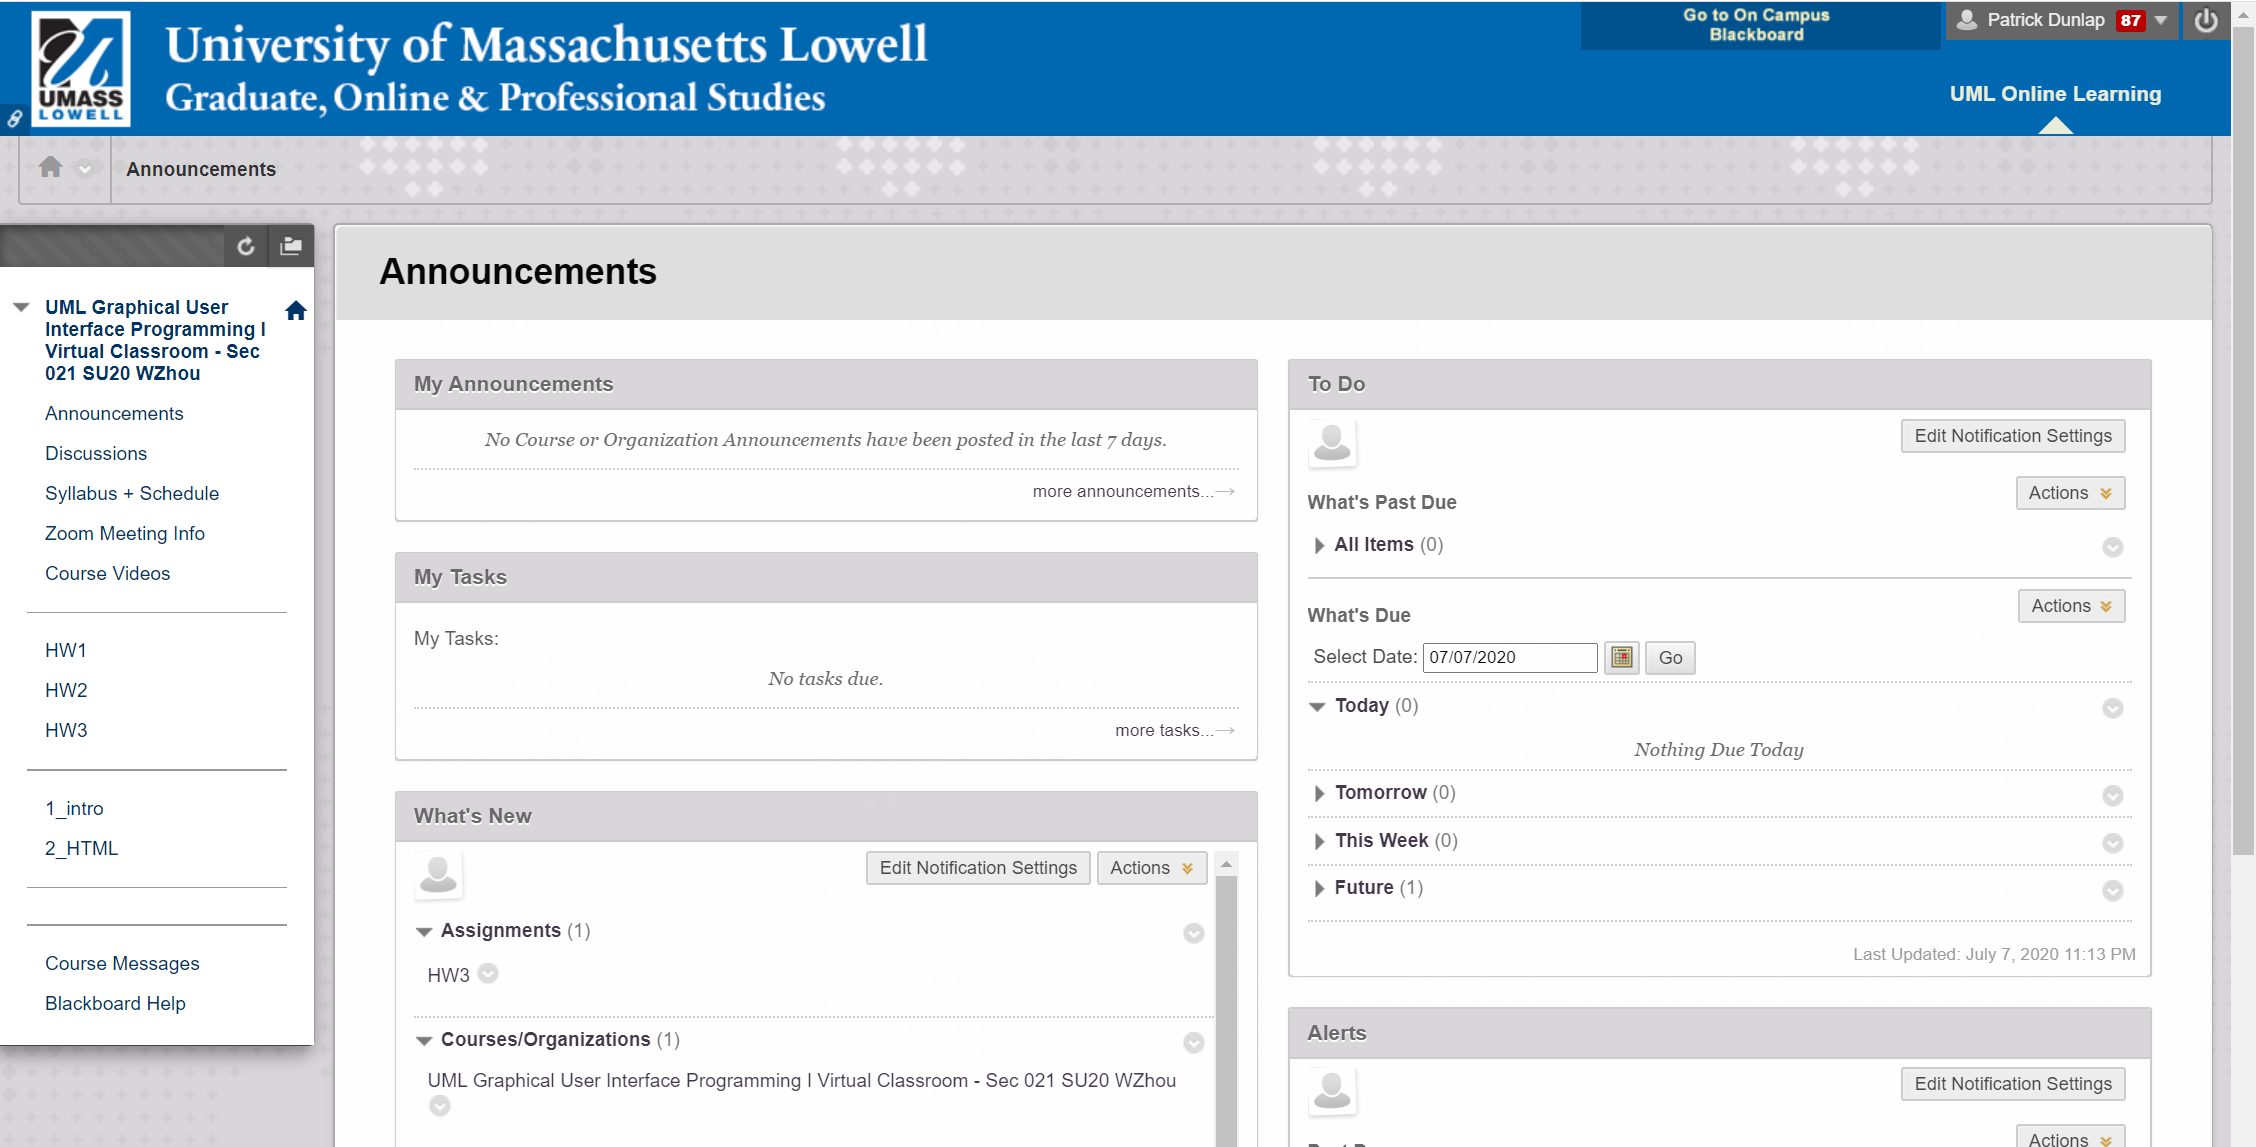 UMASS
LOWELL
University of Massachusetts Lowell
Graduate, Online & Professional Studies
Go to On Campus
Blackboard
Patrick Dunlap 87
UML Online Learning
Announcements
UML Graphical User
Interface Programming I
Virtual Classroom - Sec
021 SU20 WZhou
Announcements
Discussions
Syllabus + Schedule
Zoom Meeting Info
Course Videos
HW1
HW2
HW3
1_intro
2_HTML
Course Messages
Blackboard Help
Announcements
My Announcements
No Course or Organization Announcements have been posted in the last 7 days.
more announcements...→
My Tasks
My Tasks:
No tasks due.
more tasks...→
What's New
Edit Notification Settings
Actions
Assignments (1)
HW3
Courses/Organizations (1)
UML Graphical User Interface Programming I Virtual Classroom - Sec 021 SU20 WZhou
To Do
Edit Notification Settings
Actions
What's Past Due
All Items (0)
Actions
What's Due
Select Date: 07/07/2020 Go
Today (0)
Nothing Due Today
Tomorrow (0)
This Week (0)
Future (1)
Last Updated: July 7, 2020 11:13 PM
Alerts
Edit Notification Settings
Actions